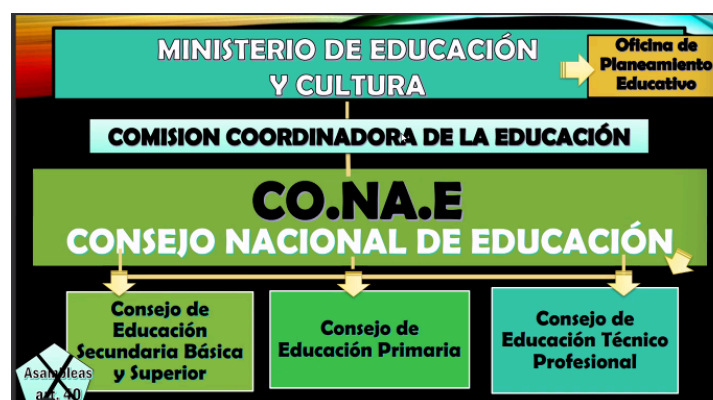 MINISTERIO DE EDUCACIÓN
Y CULTURA
Oficina de
Planeamiento
Educativo
COMISION COORDINADORA DE LA EDUCACIÓN
CO.NA.E
CONSEJO NACIONAL DE EDUCACIÓN
Consejo de
Educación
Secundaria Básica
y Superior
Consejo de
Educación Primaria
Consejo de
Educación Técnico
Profesional
Asambleas
art. 40